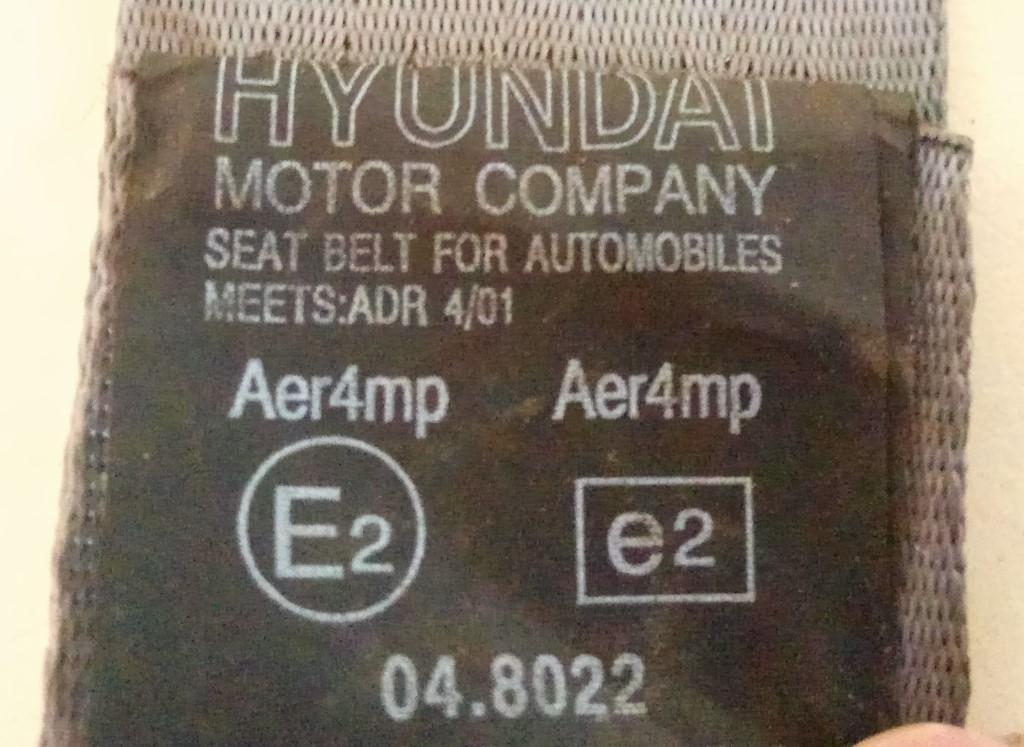 HYUNDAI
MOTOR COMPANY
SEAT BELT FOR AUTOMOBILES
MEETS:ADR 4/01
Aer4mp Aer4mp
E2 e2
04.8022